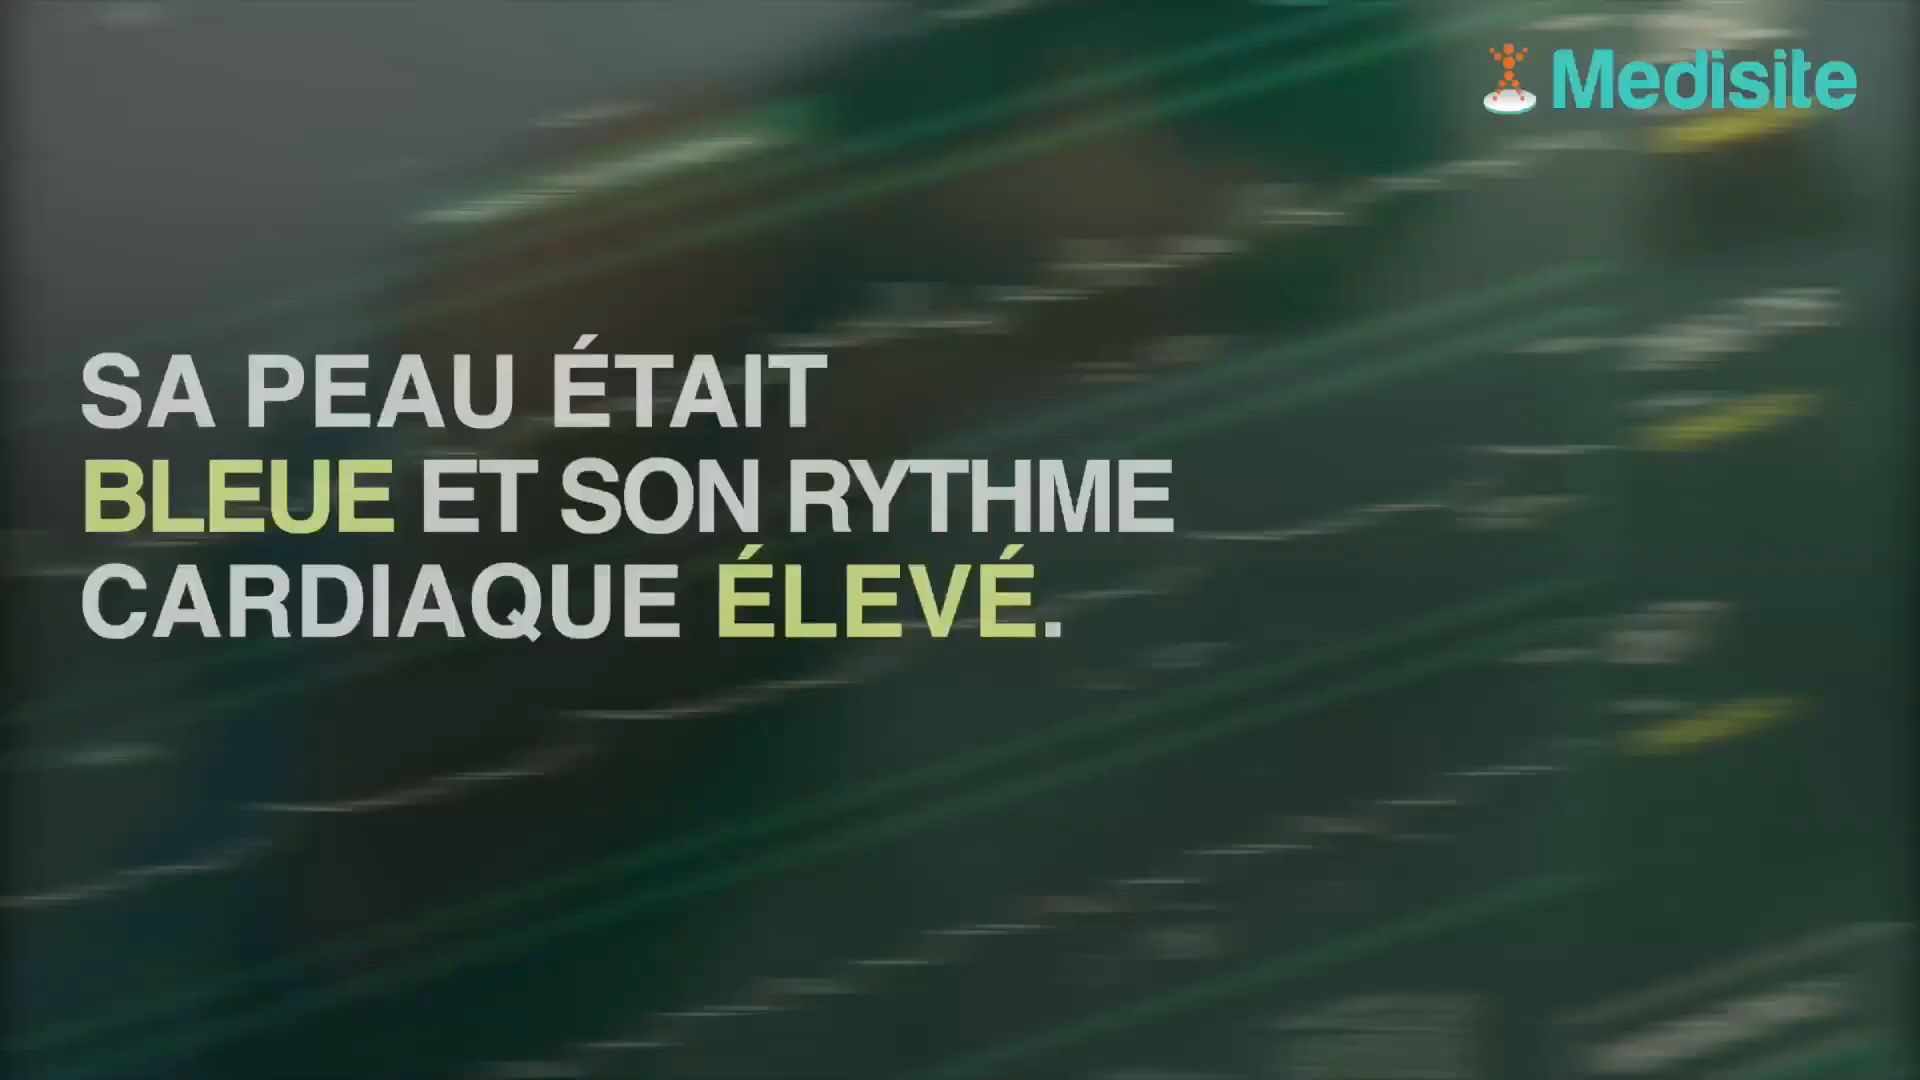 Medisite
SA PEAU ÉTAIT
BLEUE ET SON RYTHME
CARDIAQUE ÉLEVÉ.